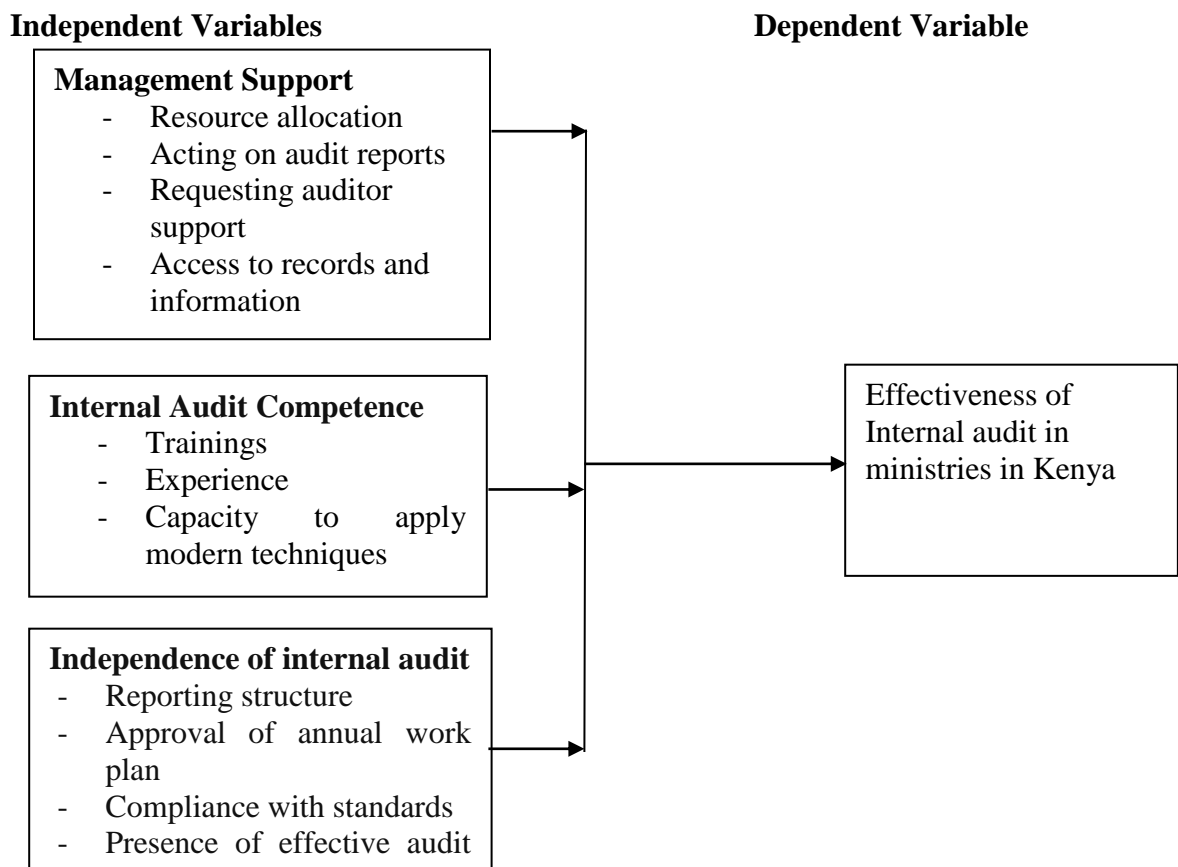 Independent Variables
Dependent Variable
Management Support
- Resource allocation
- Acting on audit reports
- Requesting auditor
support
- Access to records and
information
Internal Audit Competence
- Trainings
- Experience
- Capacity to apply
modern techniques
Independence of internal audit
- Reporting structure
- Approval of annual work
plan
- Compliance with standards
- Presence of effective audit
Effectiveness of
Internal audit in
ministries in Kenya